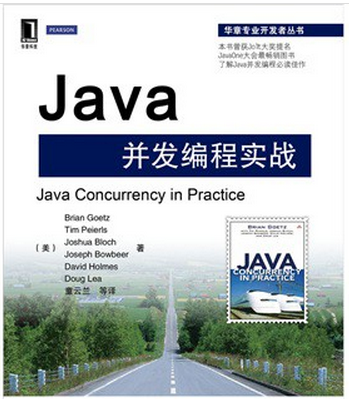 华章科技
PEARSON
华章专业开发者丛书
本书曾获Jolt大奖提名
JavaOne大会最畅销图书
了解Java并发编程必读佳作
Java
并发编程实战
Java Concurrency in Practice
Brian Goetz
Tim Peierls
(美) Joshua Bloch 著
Joseph Bowbeer
David Holmes
Doug Lea
童云兰 等译
BRIAN GOETZ
JAVA
CONCURRENCY
IN PRACTICE